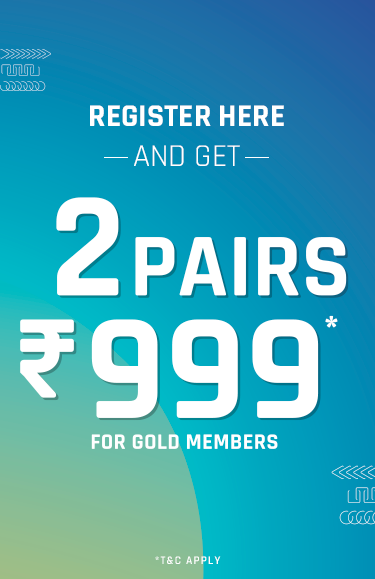 REGISTER HERE
— AND GET —
2 PAIRS
₹999*
FOR GOLD MEMBERS
*T&C APPLY